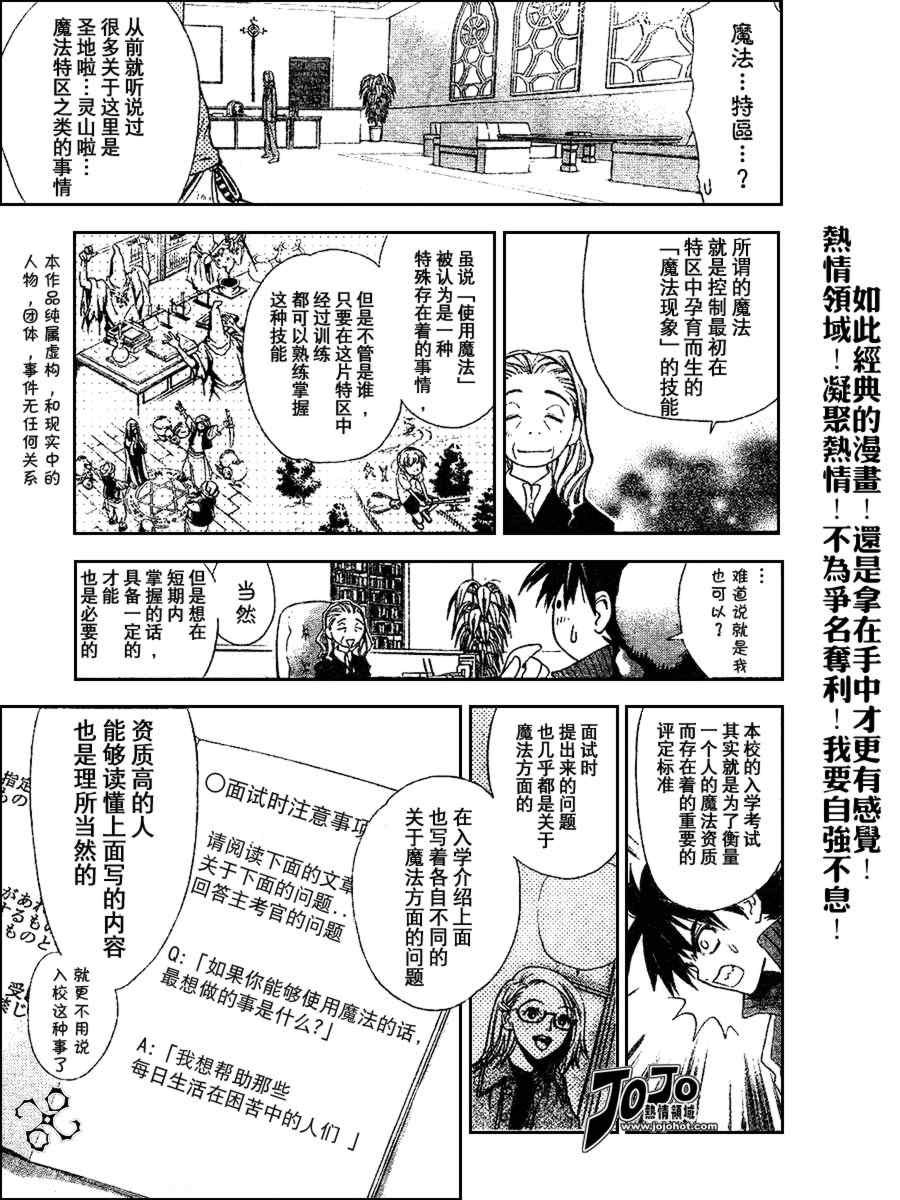 魔法…特區…？
从前就听说过
很多关于这里是
圣地啦…灵山啦…
魔法特区之类的事情
所谓的魔法
就是控制最初在
特区中孕育而生的
「魔法现象」的技能
虽说「使用魔法」
被认为是一种
特殊存在着的事情，
但是不管是谁，
只要在这片特区中
经过训练
都可以熟练掌握
这种技能
本作品纯属虚构，和现实中的
人物，团体，事件无任何关系
…
难道说就是我
也可以？
当然
但是想在
短期内
掌握的话，
具备一定的
才能
也是必要的
本校的入学考试
其实就是为了衡量
一个人的魔法资质
而存在着的重要的
评定标准
面试时
提出来的问题
也几乎都是关于
魔法方面的
在入学介绍上面
也写着各自不同的
关于魔法方面的问题
○面试时注意事项
请阅读下面的文章
关于下面的问题..
回答主考官的问题
Q:「如果你能够使用魔法的话，
最想做的事是什么?」
A:「我想帮助那些
每日生活在困苦中的人们 」
资质高的人
能够读懂上面写的内容
也是理所当然的
就更不用说
入校这种事了
指定
もの
があれ
するもの
ものと
受じ
如此經典的漫畫！還是拿在手中才更有感覺！
熱情領域！凝聚熱情！不為爭名奪利！我要自強不息！
JOJO
熱情領域
www.jojohot.com